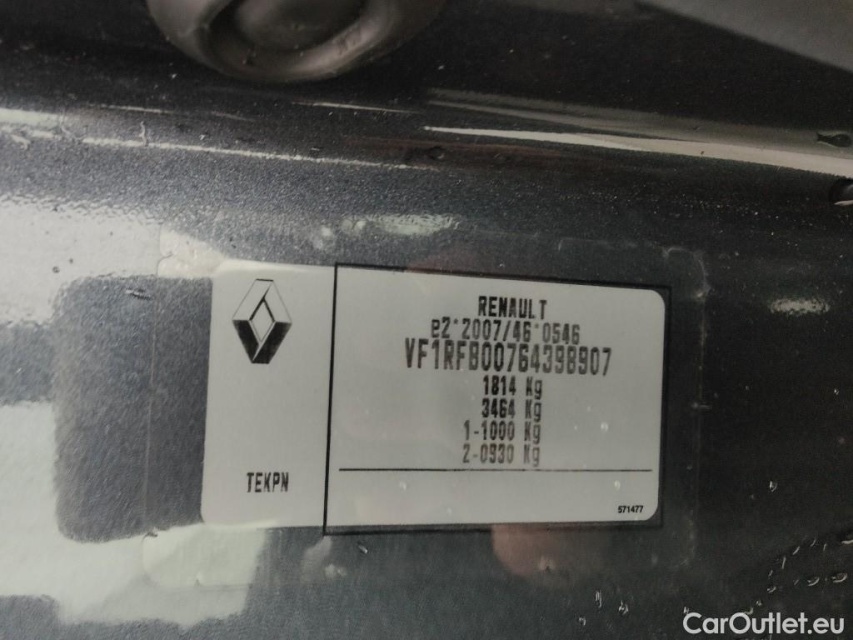 RENAULT
e2*2007/46*0546
VF1RFB00764398907
1814 Kg
3464 Kg
1-1000 Kg
2-0930 Kg
TEKPN
571477
CarOutlet.eu